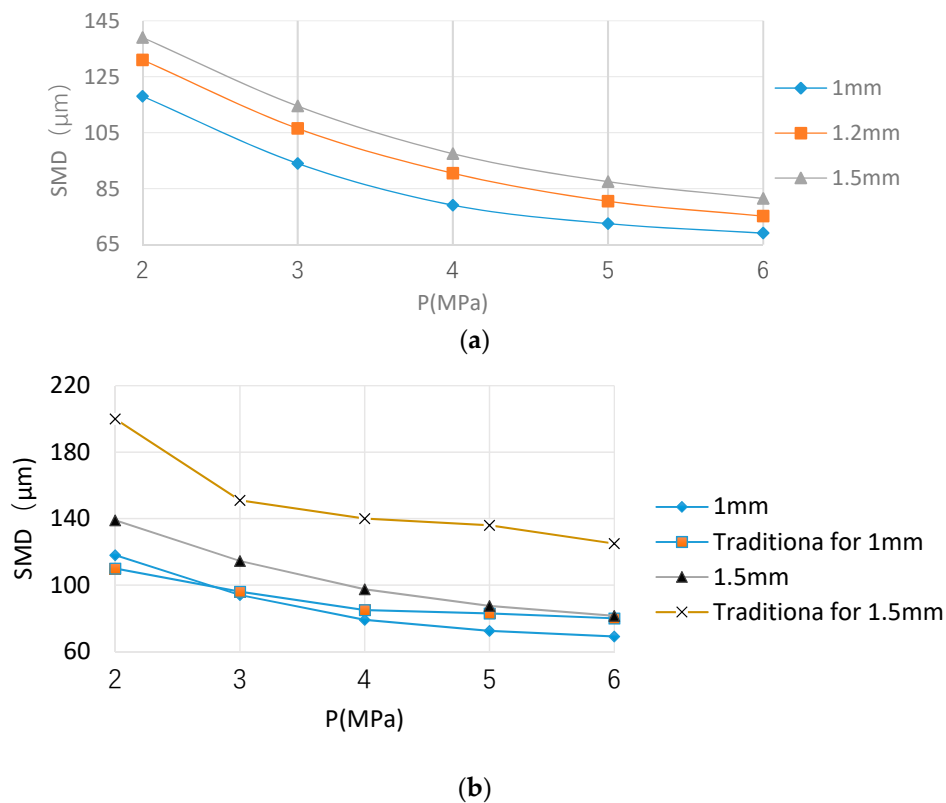 145
125
105
85
65
SMD（μm）
2 3 4 5 6
P(MPa)
1mm
1.2mm
1.5mm
(a)
220
180
140
100
60
SMD（μm）
2 3 4 5 6
P(MPa)
1mm
Traditiona for 1mm
1.5mm
Traditiona for 1.5mm
(b)